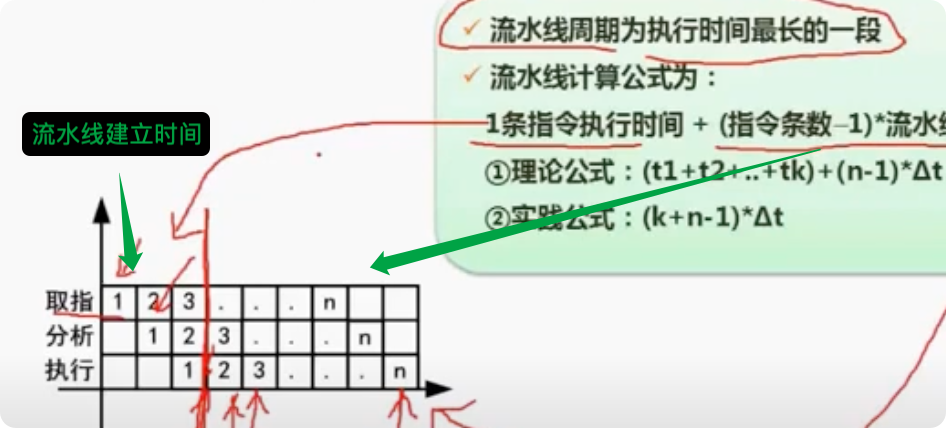 ✓ 流水线周期为执行时间最长的一段
✓ 流水线计算公式为：
1条指令执行时间 + (指令条数-1)*流水
①理论公式：(t1+t2+..+tk)+(n-1)*Δt
②实践公式：(k+n-1)*Δt
流水线建立时间
取指 1 2 3 . . . n
分析 1 2 3 . . . n
执行 1 2 3 . . . n